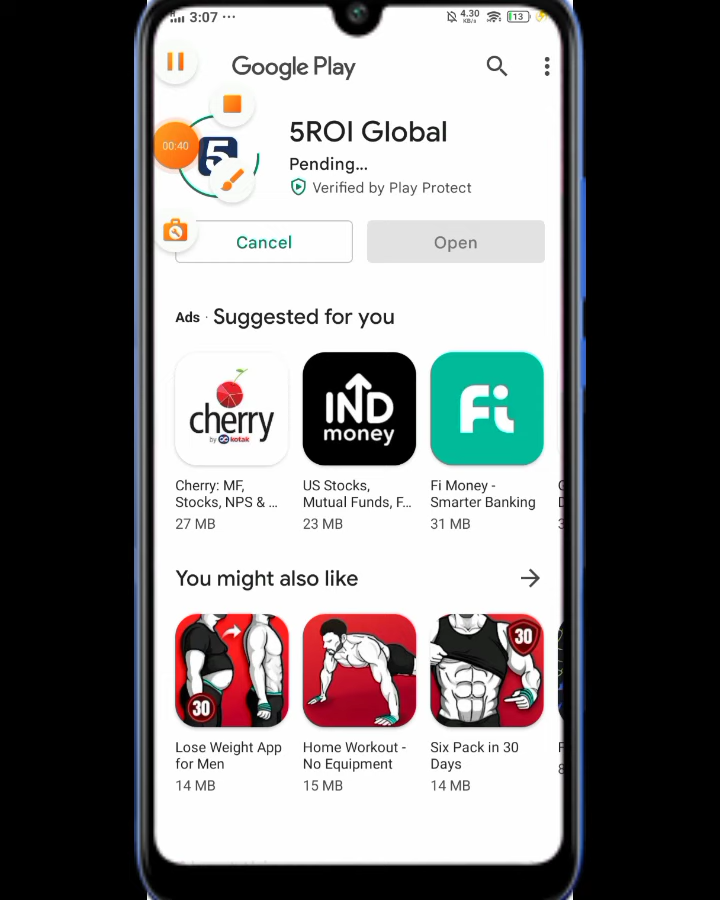 3:07 ...
4.30
KB/s
13
Google Play
00:40
5
5ROI Global
Pending...
Verified by Play Protect
Cancel
Open
Ads · Suggested for you
cherry
by kotak
IND
money
Fi
Cherry: MF,
Stocks, NPS & ...
27 MB
US Stocks,
Mutual Funds, F...
23 MB
Fi Money -
Smarter Banking
31 MB
You might also like
30
30
Lose Weight App
for Men
14 MB
Home Workout -
No Equipment
15 MB
Six Pack in 30
Days
14 MB